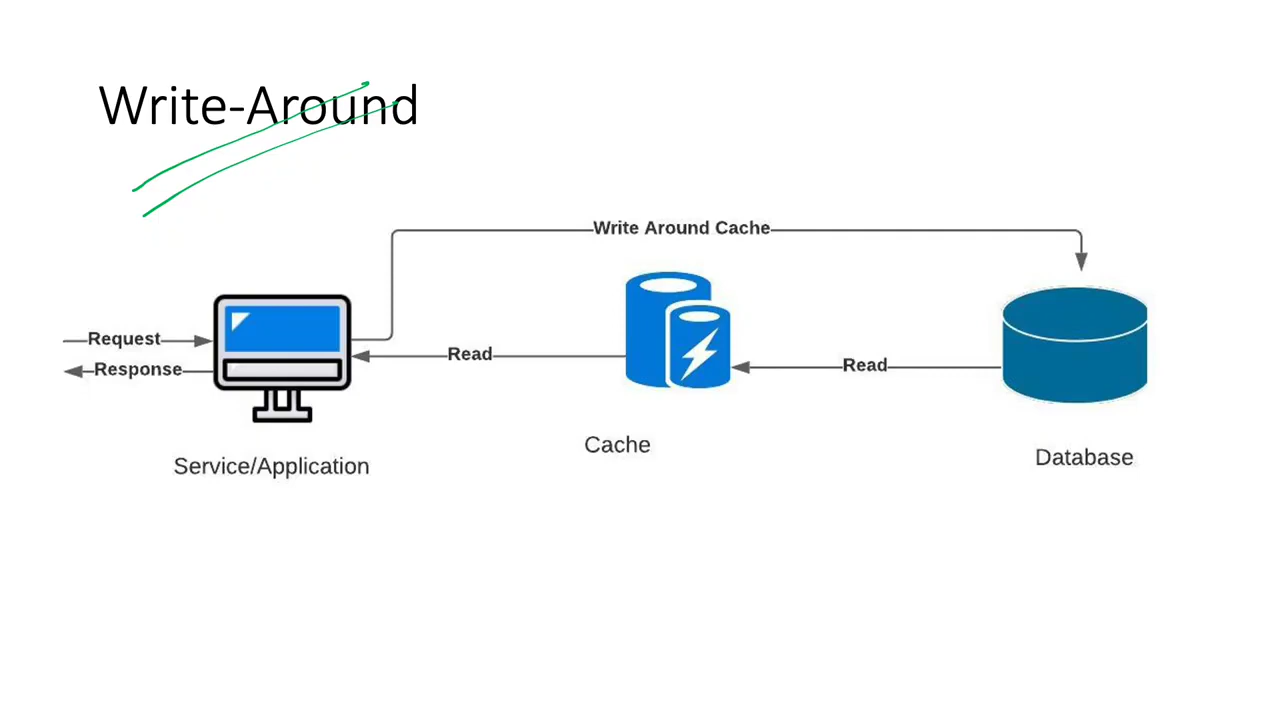 Write-Around
Write Around Cache
Request
Read
Read
Response
Cache
Database
Service/Application